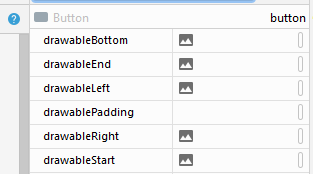 Button button
drawableBottom
drawableEnd
drawableLeft
drawablePadding
drawableRight
drawableStart